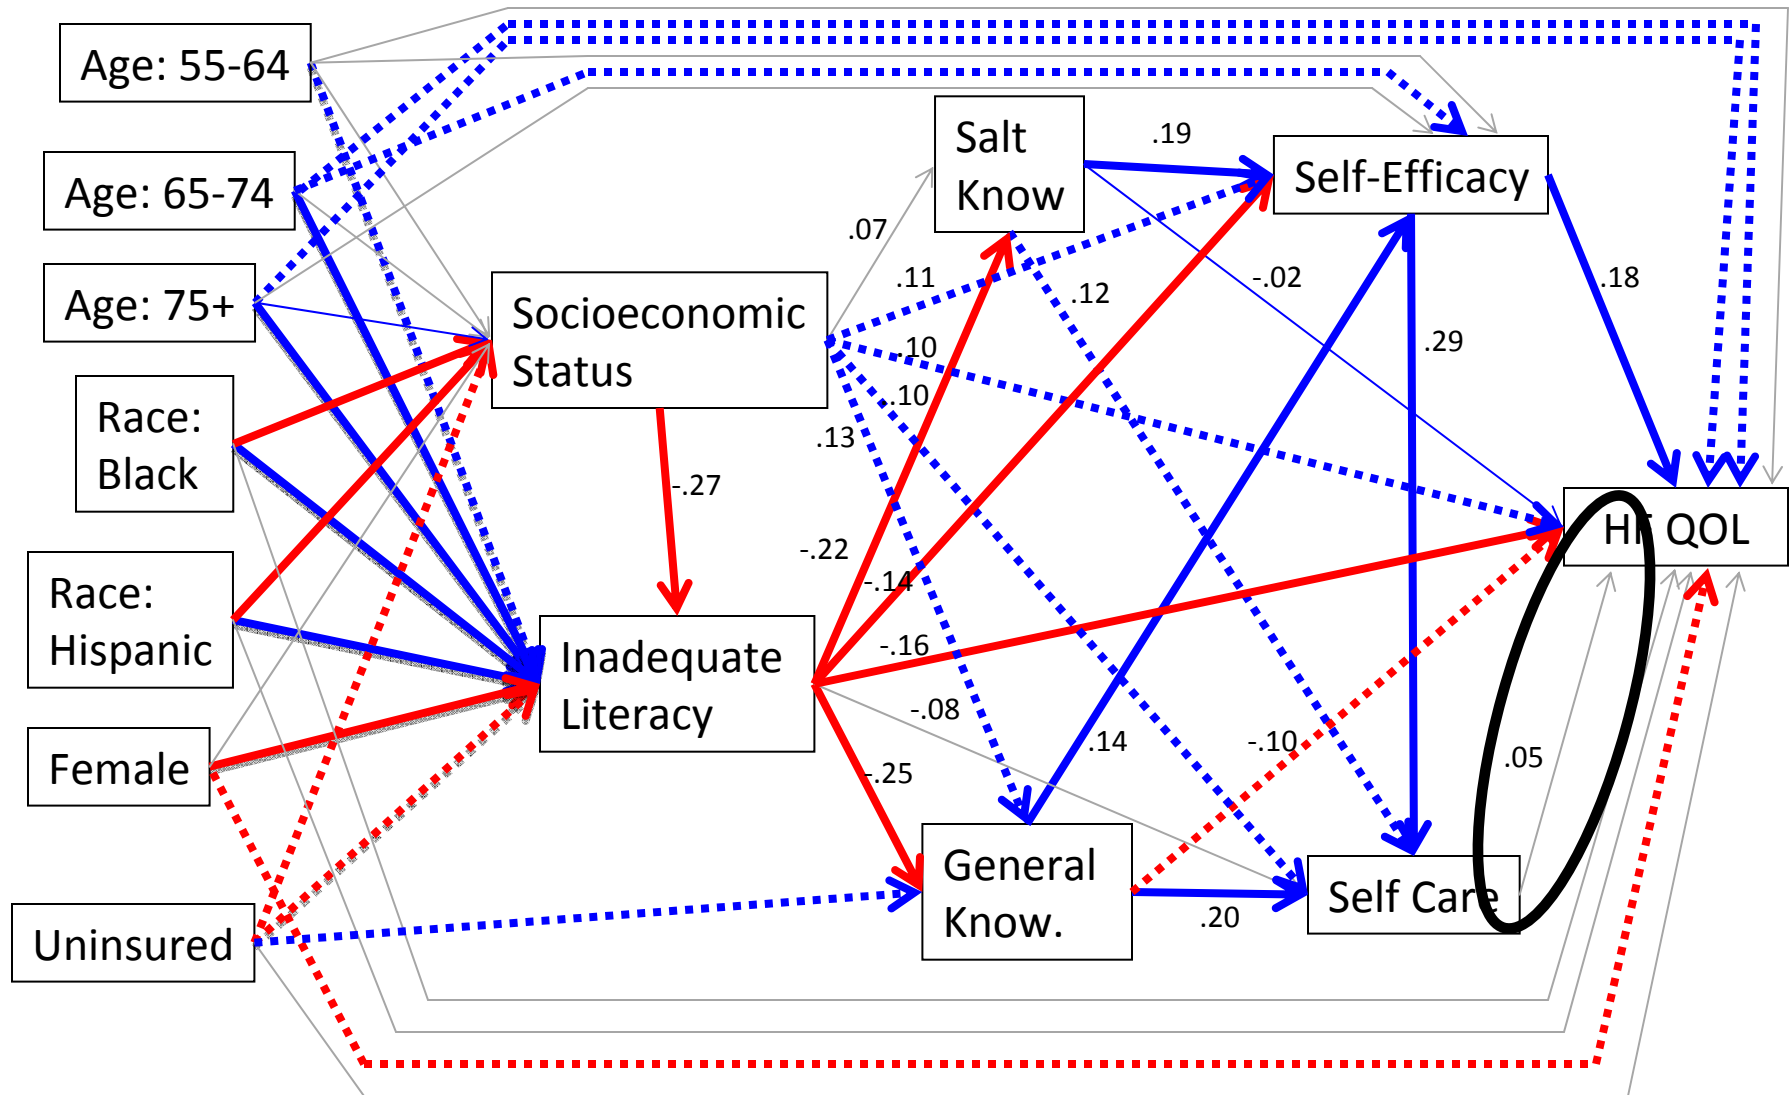 Age: 55-64
Age: 65-74
Age: 75+
Race:
Black
Race:
Hispanic
Female
Uninsured
Socioeconomic
Status
Inadequate
Literacy
Salt
Know
General
Know.
Self-Efficacy
Self Care
HF QOL
.07
.19
.11
.12
-.02
.18
.10
.10
.13
.29
-.27
-.22
-.14
-.16
-.08
-.25
.14
-.10
.05
.20